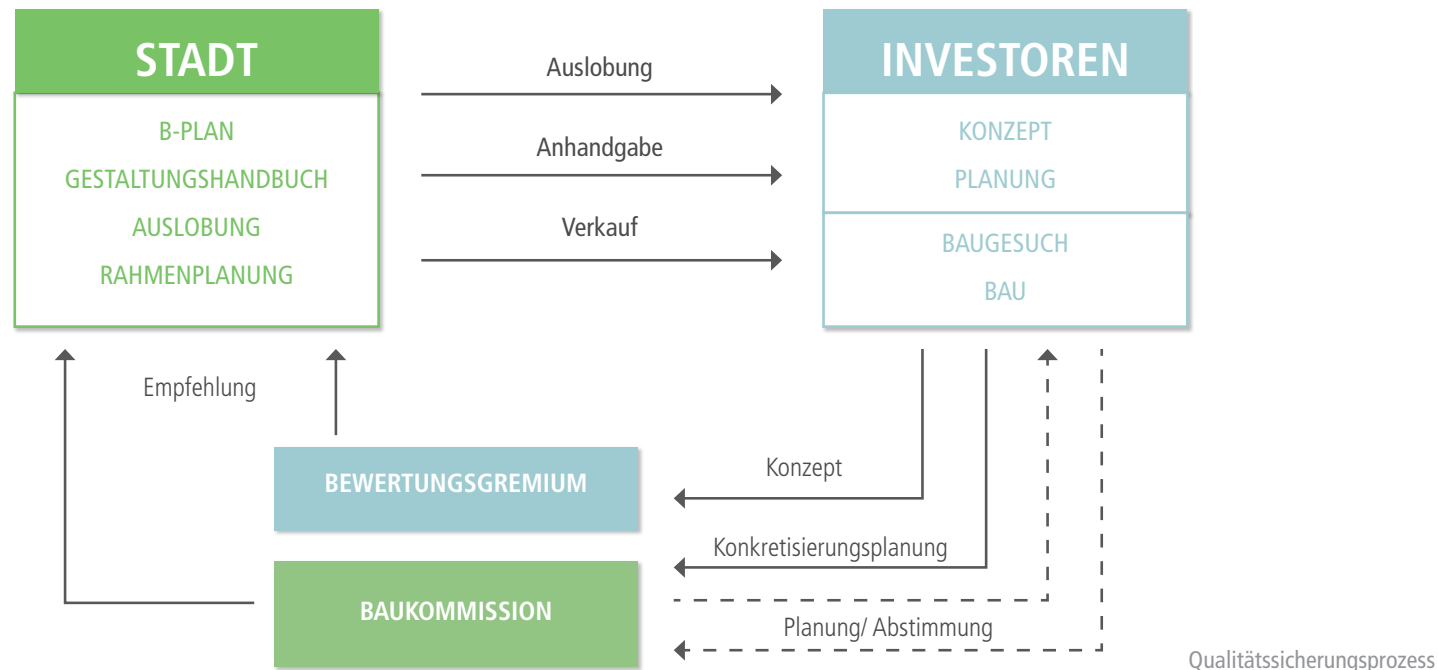 STADT
B-PLAN
GESTALTUNGSHANDBUCH
AUSLOBUNG
RAHMENPLANUNG
Auslobung
Anhandgabe
Verkauf
INVESTOREN
KONZEPT
PLANUNG
BAUGESUCH
BAU
Empfehlung
BEWERTUNGSGREMIUM
Konzept
Konkretisierungsplanung
BAUKOMMISSION
Planung/ Abstimmung
Qualitätssicherungsprozess